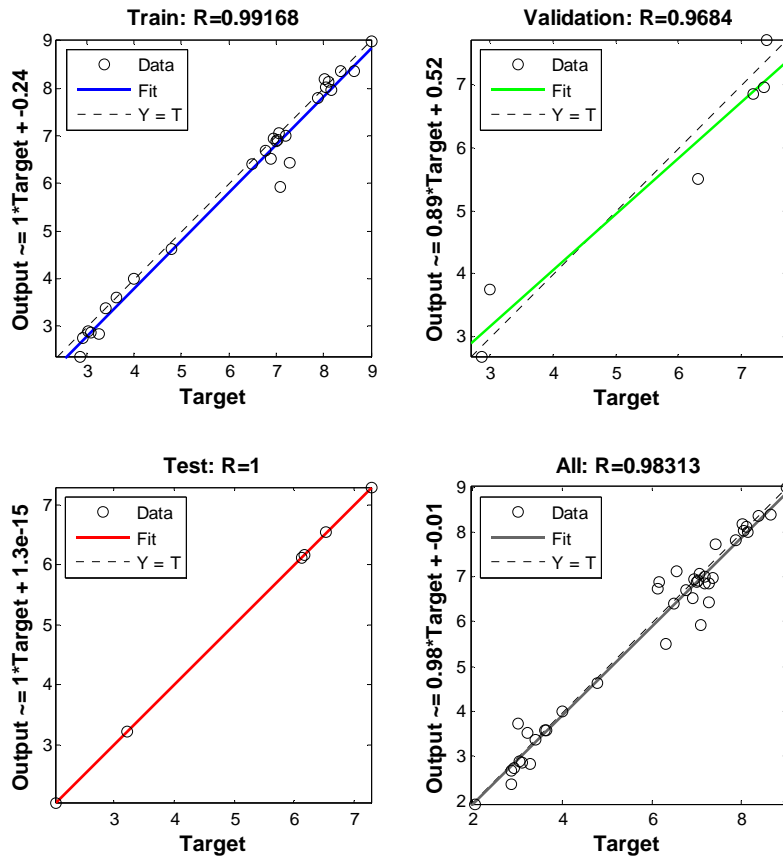 Train: R=0.99168
Output ~= 1*Target + -0.24
9
8
7
6
5
4
3
Data
Fit
Y = T
3 4 5 6 7 8 9
Target
Validation: R=0.9684
Output ~= 0.89*Target + 0.52
7
6
5
4
3
Data
Fit
Y = T
3 4 5 6 7
Target
Test: R=1
Output ~= 1*Target + 1.3e-15
7
6
5
4
3
Data
Fit
Y = T
3 4 5 6 7
Target
All: R=0.98313
Output ~= 0.98*Target + -0.01
9
8
7
6
5
4
3
2
Data
Fit
Y = T
2 4 6 8
Target